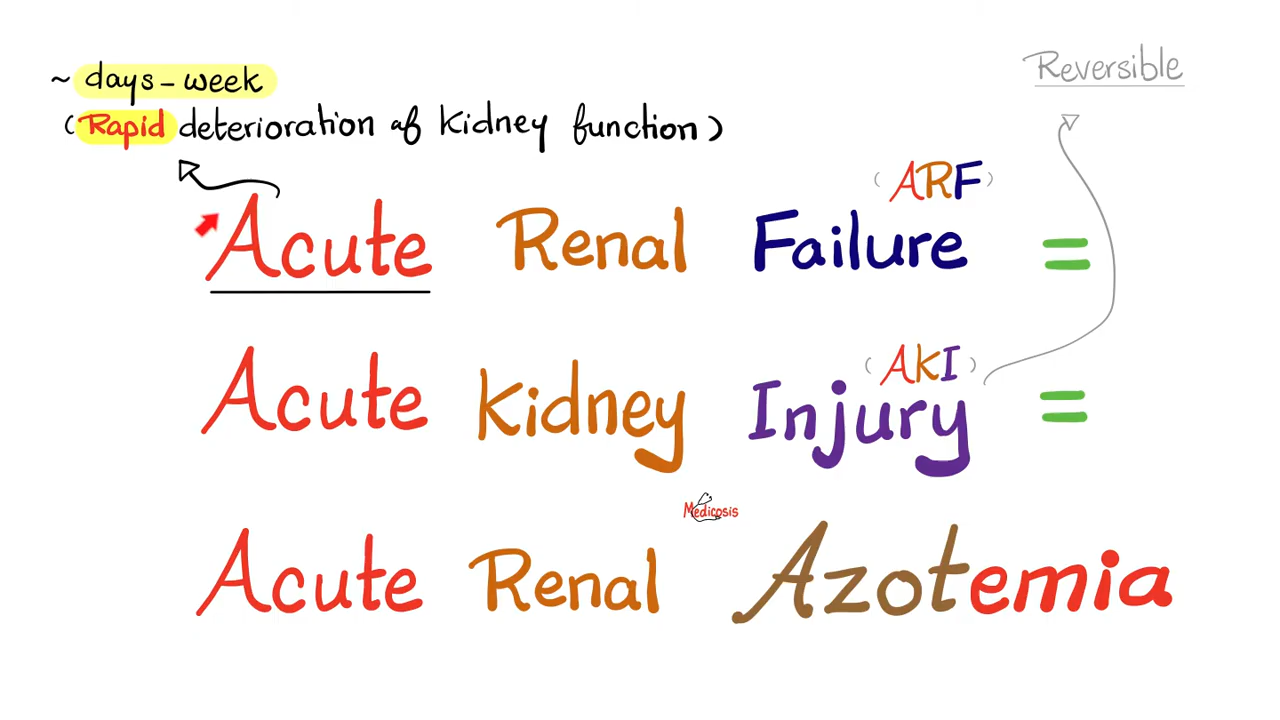 ~ days-week
Reversible
(Rapid deterioration of Kidney function)
(ARF)
Acute Renal Failure =
(AKI)
Acute Kidney Injury =
Medicosis
Acute Renal Azotemia